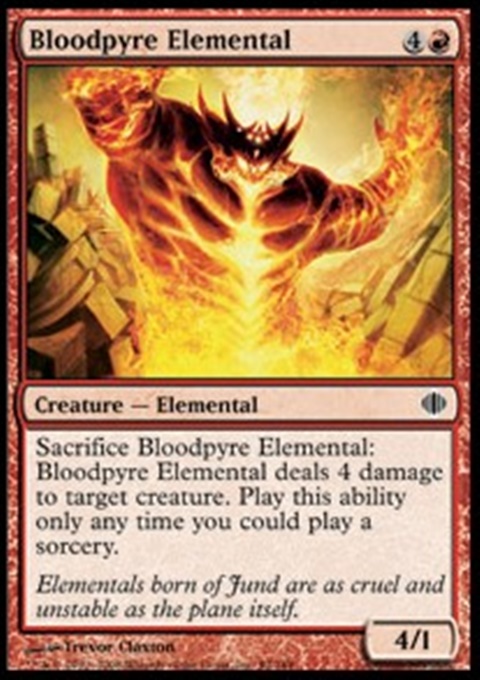 Bloodpyre Elemental 4
Creature — Elemental
Sacrifice Bloodpyre Elemental:
Bloodpyre Elemental deals 4 damage
to target creature. Play this ability
only any time you could play a
sorcery.
Elementals born of Jund are as cruel and
unstable as the plane itself.
Trevor Claxton
4/1